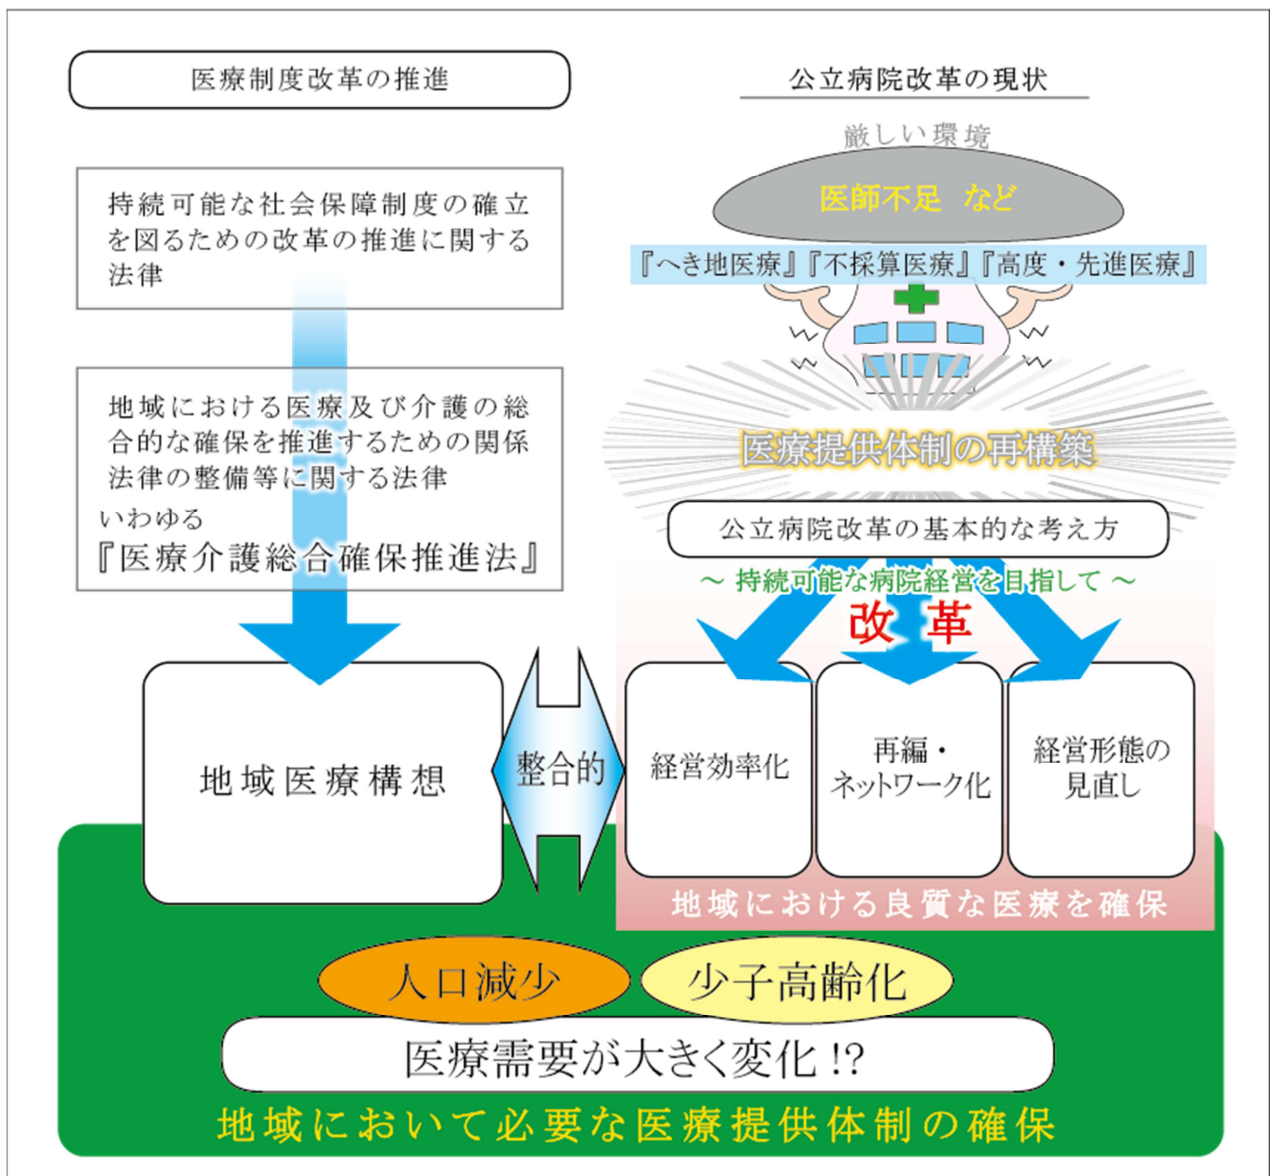 医療制度改革の推進
持続可能な社会保障制度の確立
を図るための改革の推進に関する
法律
地域における医療及び介護の総
合的な確保を推進するための関係
法律の整備等に関する法律
いわゆる
『医療介護総合確保推進法』
地域医療構想
整合的
公立病院改革の現状
厳しい環境
医師不足 など
『へき地医療』『不採算医療』『高度・先進医療』
医療提供体制の再構築
公立病院改革の基本的な考え方
～ 持続可能な病院経営を目指して ～
改 革
経営効率化
再編・
ネットワーク化
経営形態の
見直し
地域における良質な医療を確保
人口減少
少子高齢化
医療需要が大きく変化!?
地域において必要な医療提供体制の確保